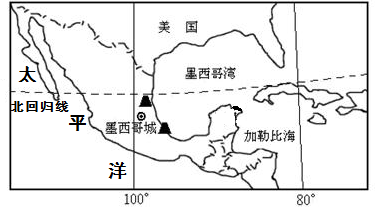 美 国
太
墨西哥湾
北回归线
平
墨西哥城
加勒比海
洋
100° 80°